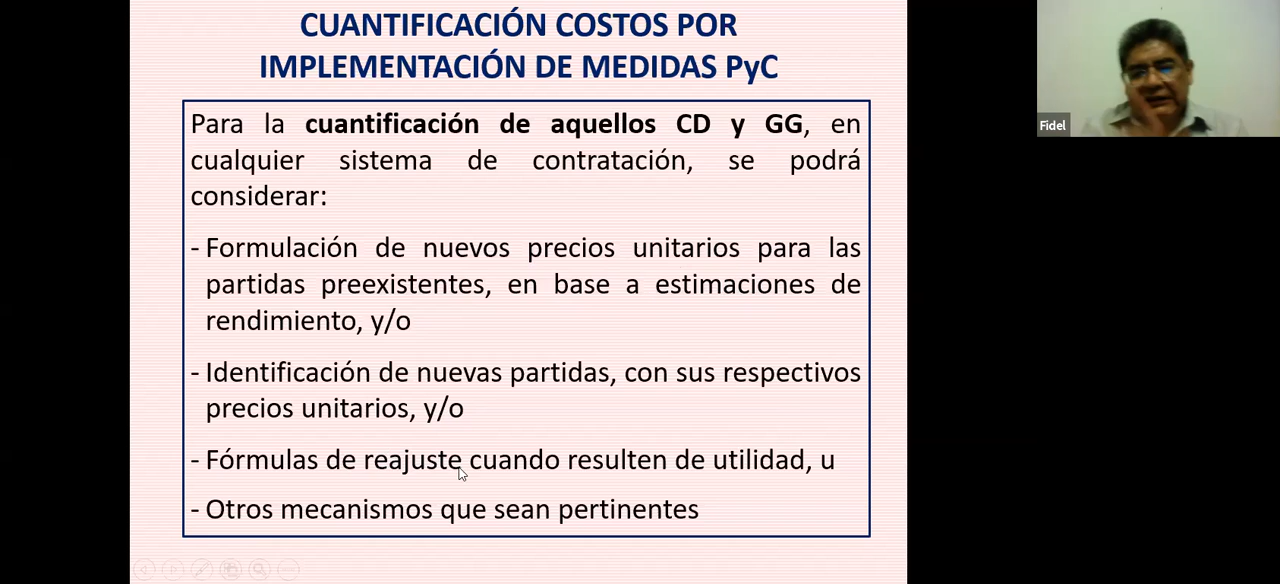 CUANTIFICACIÓN COSTOS POR
IMPLEMENTACIÓN DE MEDIDAS PyC
Para la cuantificación de aquellos CD y GG, en
cualquier sistema de contratación, se podrá
considerar:
- Formulación de nuevos precios unitarios para las
partidas preexistentes, en base a estimaciones de
rendimiento, y/o
- Identificación de nuevas partidas, con sus respectivos
precios unitarios, y/o
- Fórmulas de reajuste cuando resulten de utilidad, u
- Otros mecanismos que sean pertinentes
Fidel